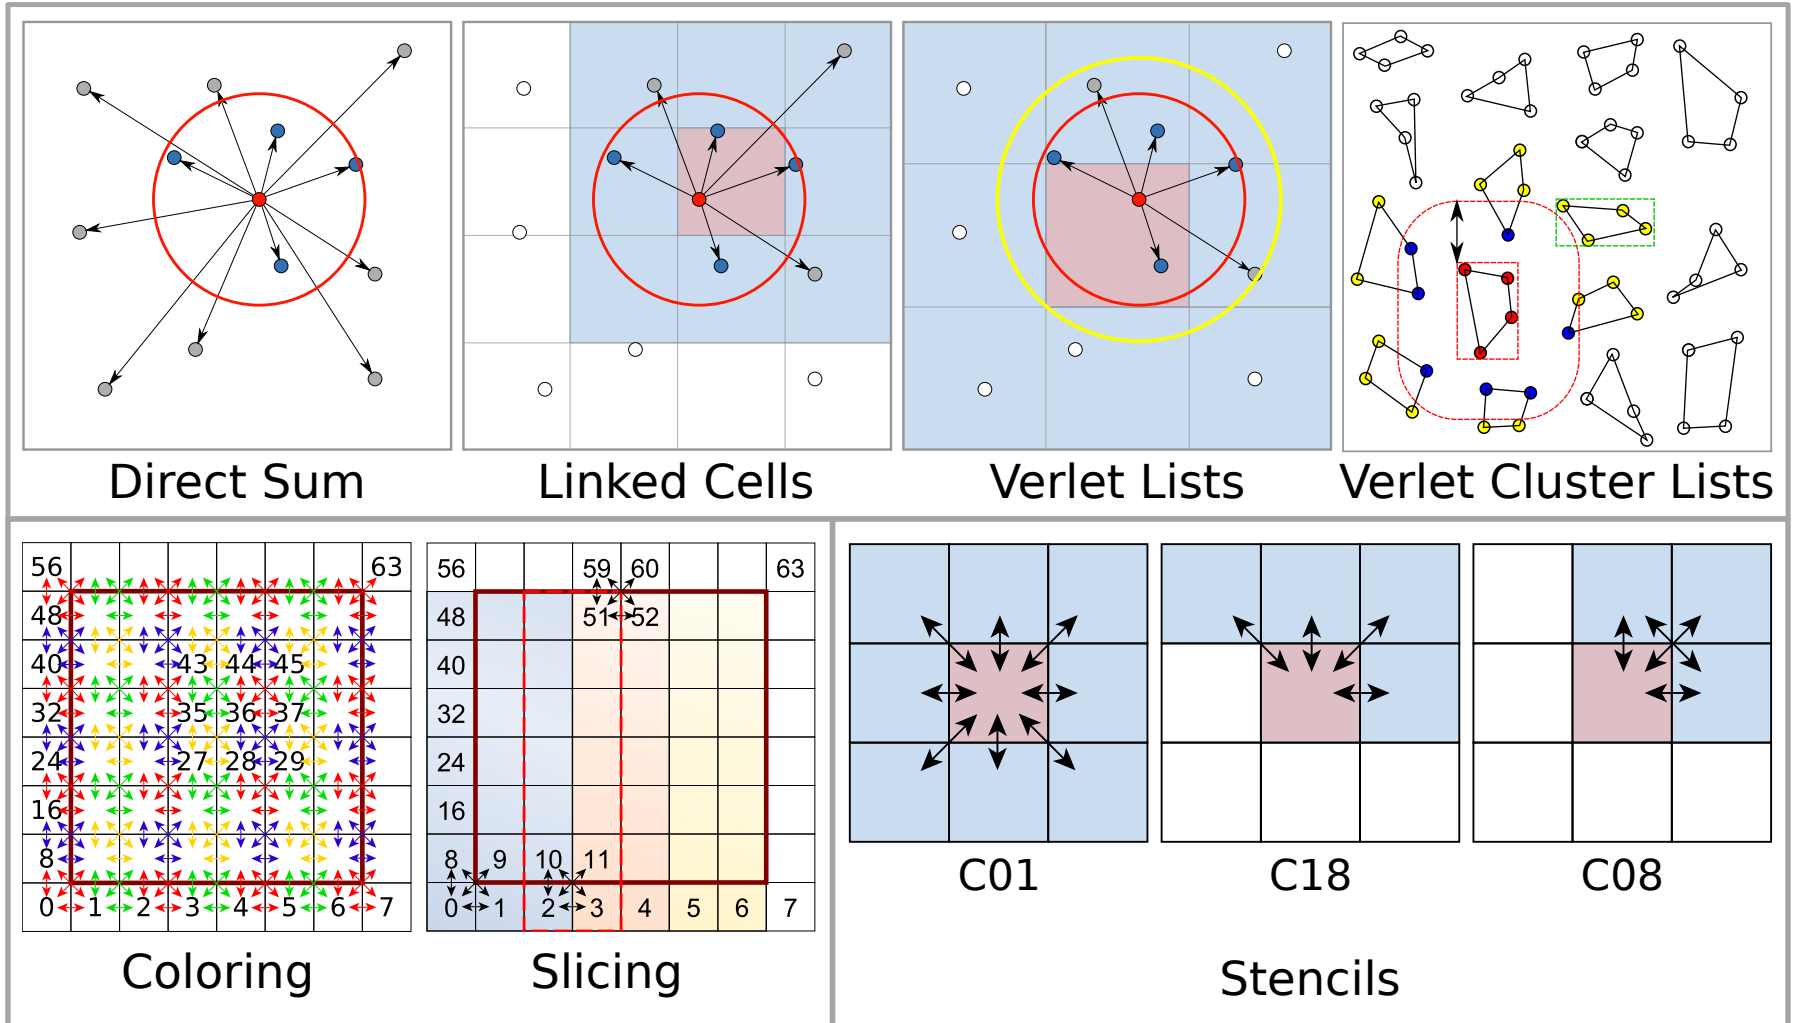 Direct Sum
Linked Cells
Verlet Lists
Verlet Cluster Lists
56 63
48
40 43 44 45
32 35 36 37
24 27 28 29
16
8
0 1 2 3 4 5 6 7
Coloring
56 59 60 63
48 51 52
40
32
24
16
8 9 10 11
0 1 2 3 4 5 6 7
Slicing
C01
C18
C08
Stencils